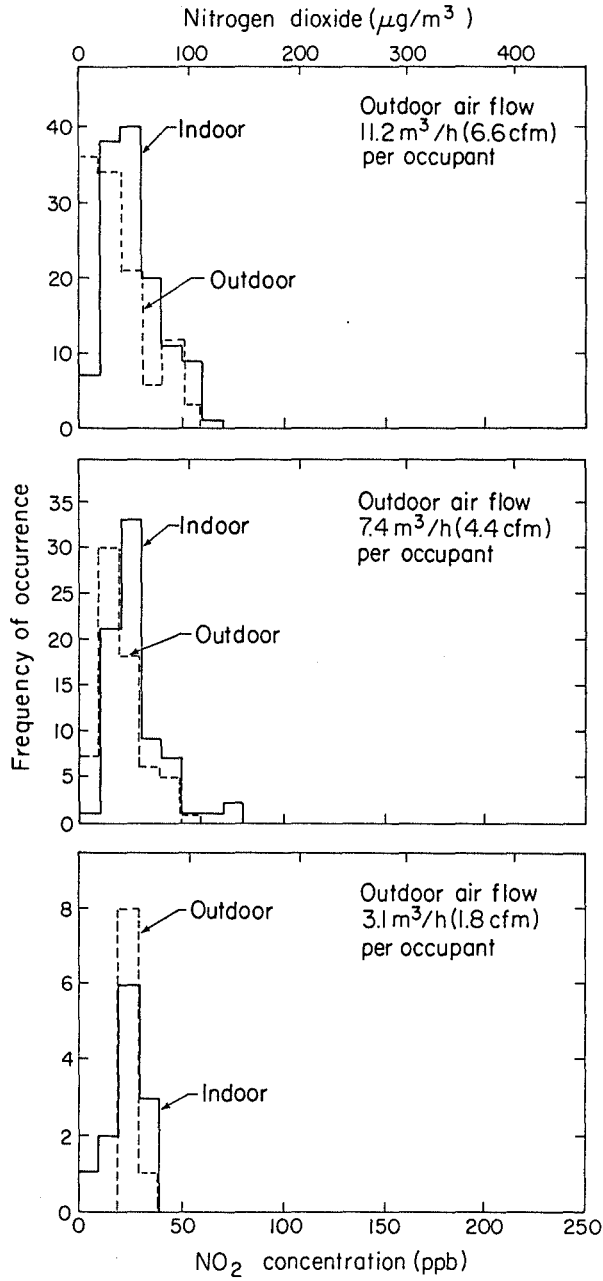 Nitrogen dioxide (μg/m³)
0 100 200 300 400
Outdoor air flow
11.2 m³/h (6.6 cfm)
per occupant
Indoor
Outdoor
40
30
20
10
0
Outdoor air flow
7.4 m³/h (4.4 cfm)
per occupant
Indoor
Outdoor
35
30
25
20
15
10
5
0
Frequency of occurrence
Outdoor air flow
3.1 m³/h (1.8 cfm)
per occupant
Outdoor
Indoor
8
6
4
2
0
0 50 100 150 200 250
NO₂ concentration (ppb)